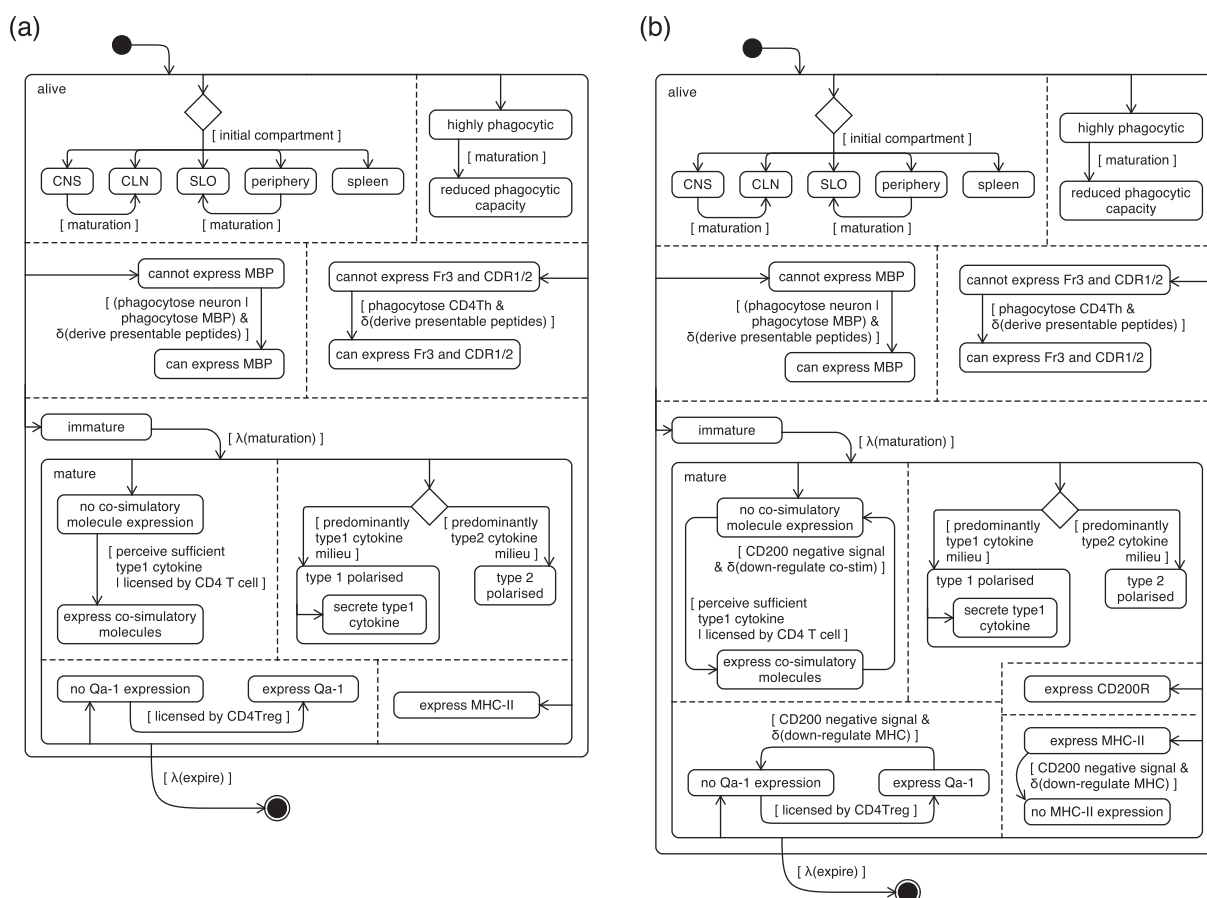 (a)
alive
[ initial compartment ]
CNS
CLN
SLO
periphery
spleen
[ maturation ]
[ maturation ]
highly phagocytic
[ maturation ]
reduced phagocytic
capacity
cannot express MBP
[ (phagocytose neuron |
phagocytose MBP) &
δ(derive presentable peptides) ]
can express MBP
cannot express Fr3 and CDR1/2
[ phagocytose CD4Th &
δ(derive presentable peptides) ]
can express Fr3 and CDR1/2
immature
[ λ(maturation) ]
mature
no co-simulatory
molecule expression
[ perceive sufficient
type1 cytokine
| licensed by CD4 T cell ]
express co-simulatory
molecules
[ predominantly
type1 cytokine
milieu ]
[ predominantly
type2 cytokine
milieu ]
type 1 polarised
secrete type1
cytokine
type 2
polarised
no Qa-1 expression
express Qa-1
[ licensed by CD4Treg ]
express MHC-II
[ λ(expire) ]
(b)
alive
[ initial compartment ]
CNS
CLN
SLO
periphery
spleen
[ maturation ]
[ maturation ]
highly phagocytic
[ maturation ]
reduced phagocytic
capacity
cannot express MBP
[ (phagocytose neuron |
phagocytose MBP) &
δ(derive presentable peptides) ]
can express MBP
cannot express Fr3 and CDR1/2
[ phagocytose CD4Th &
δ(derive presentable peptides) ]
can express Fr3 and CDR1/2
immature
[ λ(maturation) ]
mature
no co-simulatory
molecule expression
[ CD200 negative signal
& δ(down-regulate co-stim) ]
[ perceive sufficient
type1 cytokine
| licensed by CD4 T cell ]
express co-simulatory
molecules
[ predominantly
type1 cytokine
milieu ]
[ predominantly
type2 cytokine
milieu ]
type 1 polarised
secrete type1
cytokine
type 2
polarised
express CD200R
[ CD200 negative signal &
δ(down-regulate MHC) ]
no Qa-1 expression
express Qa-1
[ licensed by CD4Treg ]
express MHC-II
[ CD200 negative signal &
δ(down-regulate MHC) ]
no MHC-II expression
[ λ(expire) ]